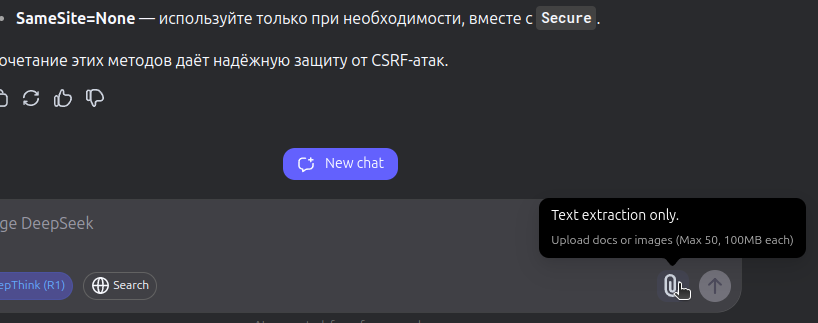 SameSite=None — используйте только при необходимости, вместе с Secure.
очетание этих методов даёт надёжную защиту от CSRF-атак.
New chat
Text extraction only.
ge DeepSeek
Upload docs or images (Max 50, 100MB each)
epThink (R1)
Search